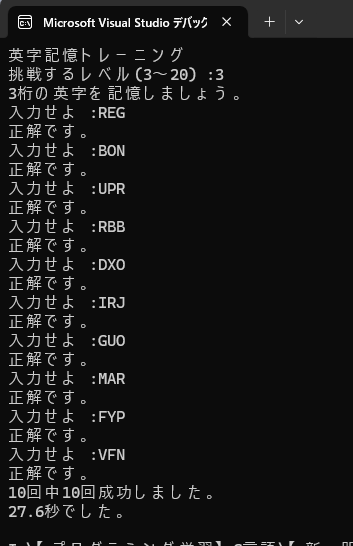 Microsoft Visual Studio デバック
英字記憶トレーニング
挑戦するレベル(3～20) :3
3桁の英字を記憶しましょう。
入力せよ :REG
正解です。
入力せよ :BON
正解です。
入力せよ :UPR
正解です。
入力せよ :RBB
正解です。
入力せよ :DXO
正解です。
入力せよ :IRJ
正解です。
入力せよ :GUO
正解です。
入力せよ :MAR
正解です。
入力せよ :FYP
正解です。
入力せよ :VFN
正解です。
10回中10回成功しました。
27.6秒でした。